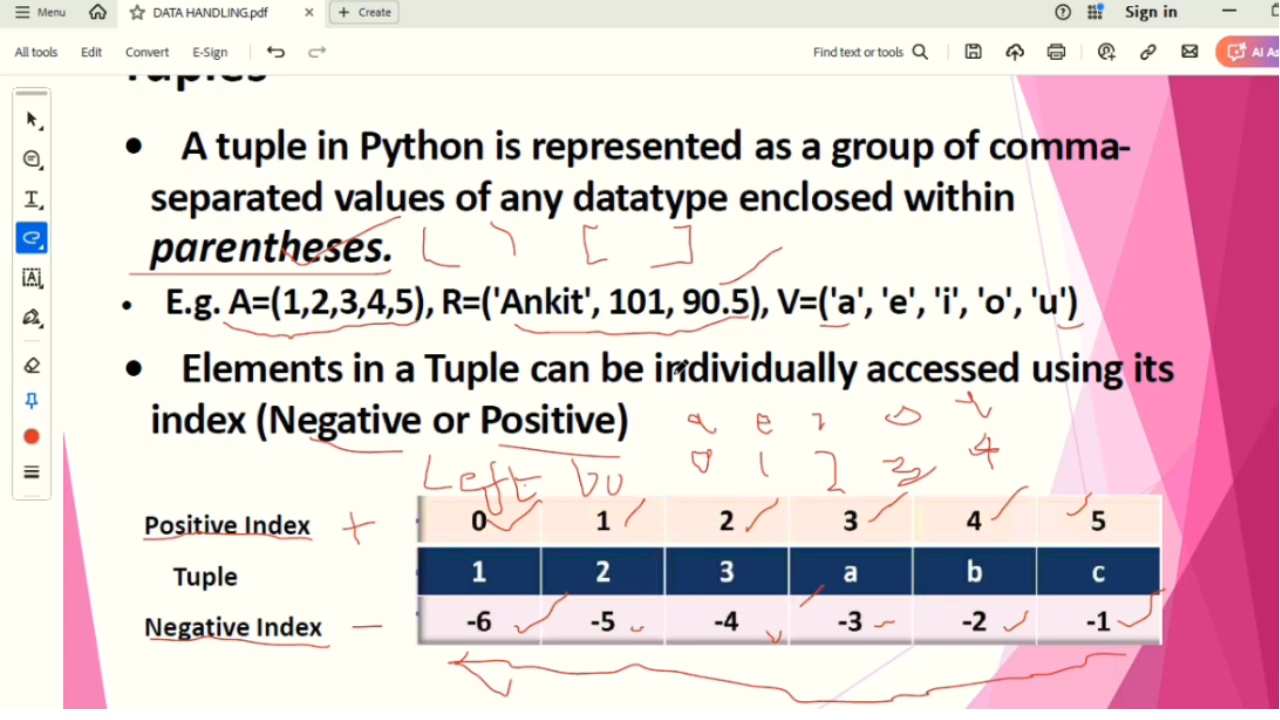 Menu DATA HANDLING.pdf × + Create Sign in
All tools Edit Convert E-Sign Find text or tools
• A tuple in Python is represented as a group of comma-
separated values of any datatype enclosed within
parentheses.
• E.g. A=(1,2,3,4,5), R=('Ankit', 101, 90.5), V=('a', 'e', 'i', 'o', 'u')
• Elements in a Tuple can be individually accessed using its
index (Negative or Positive)
a e i o u
0 1 2 3 4
Left
Positive Index + 0 1 2 3 4 5
Tuple 1 2 3 a b c
Negative Index - -6 -5 -4 -3 -2 -1